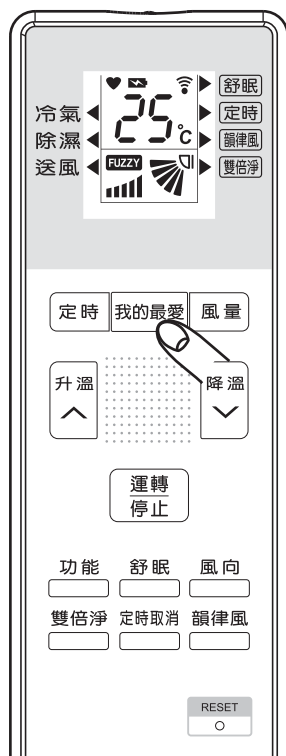 舒眠
25°C
冷氣 定時
除濕 韻律風
送風 FUZZY 雙倍淨
定時 我的最愛 風量
升溫 降溫
運轉
停止
功能 舒眠 風向
雙倍淨 定時取消 韻律風
RESET